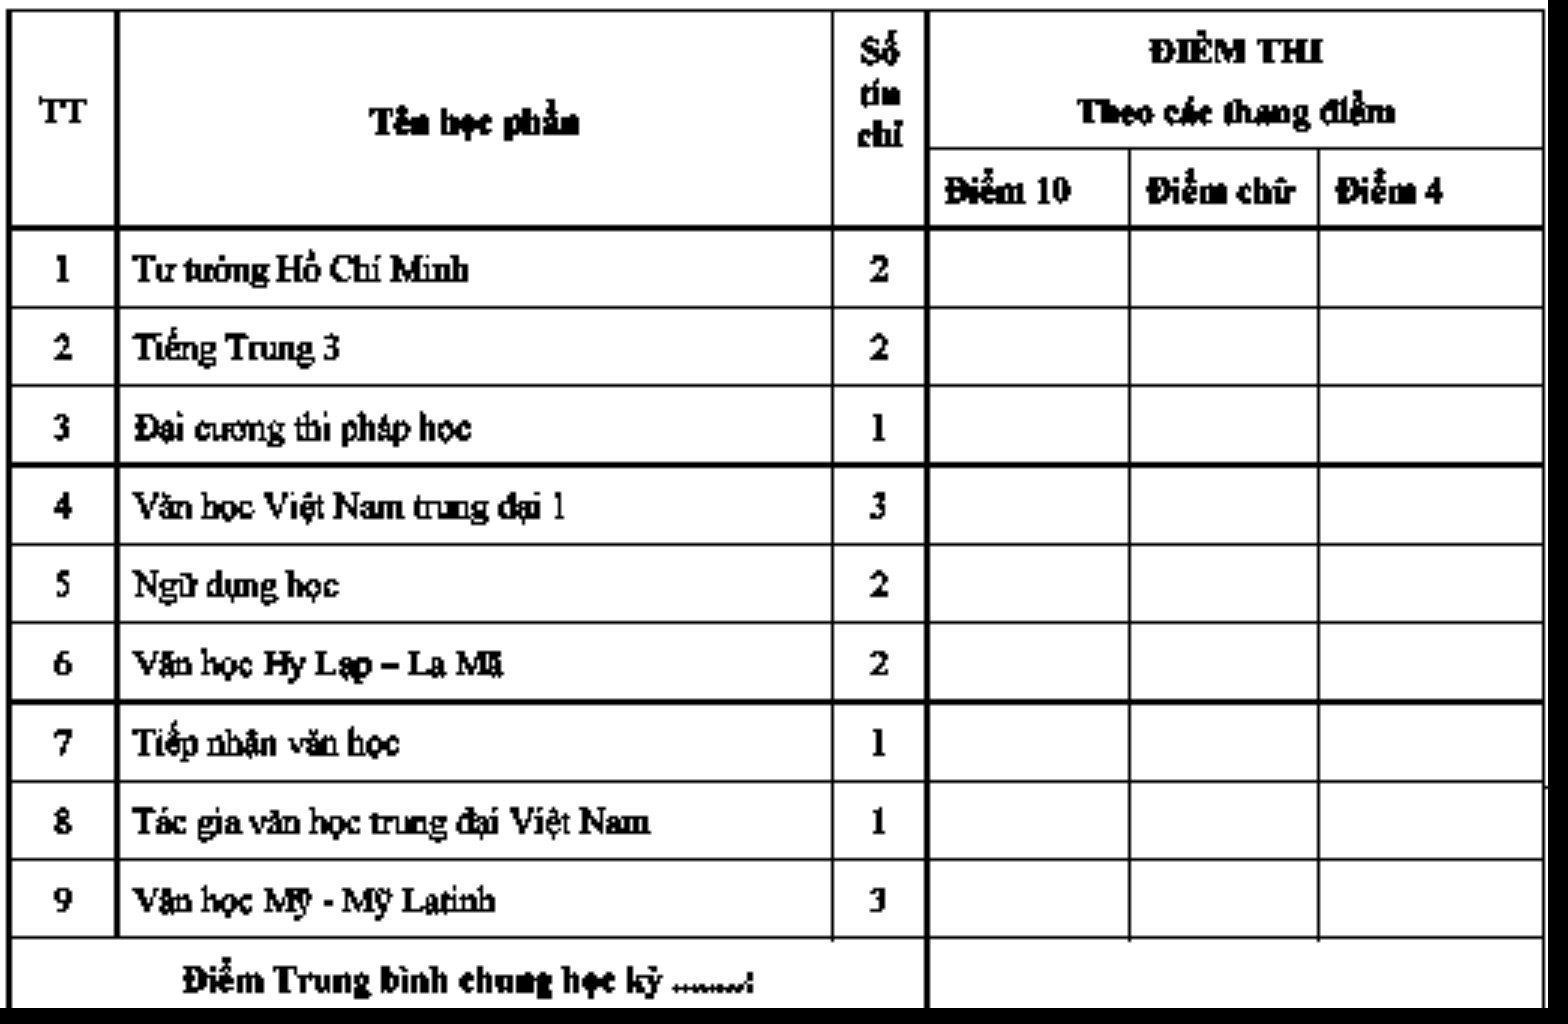 TT
Tên học phần
Số
tín
chỉ
ĐIỂM THI
Theo các thang điểm
Điểm 10
Điểm chữ
Điểm 4
1 Tư tưởng Hồ Chí Minh 2
2 Tiếng Trung 3 2
3 Đại cương thi pháp học 1
4 Văn học Việt Nam trung đại 1 3
5 Ngữ dụng học 2
6 Văn học Hy Lạp – La Mã 2
7 Tiếp nhận văn học 1
8 Tác gia văn học trung đại Việt Nam 1
9 Văn học Mỹ - Mỹ Latinh 3
Điểm Trung bình chung học kỳ ........: